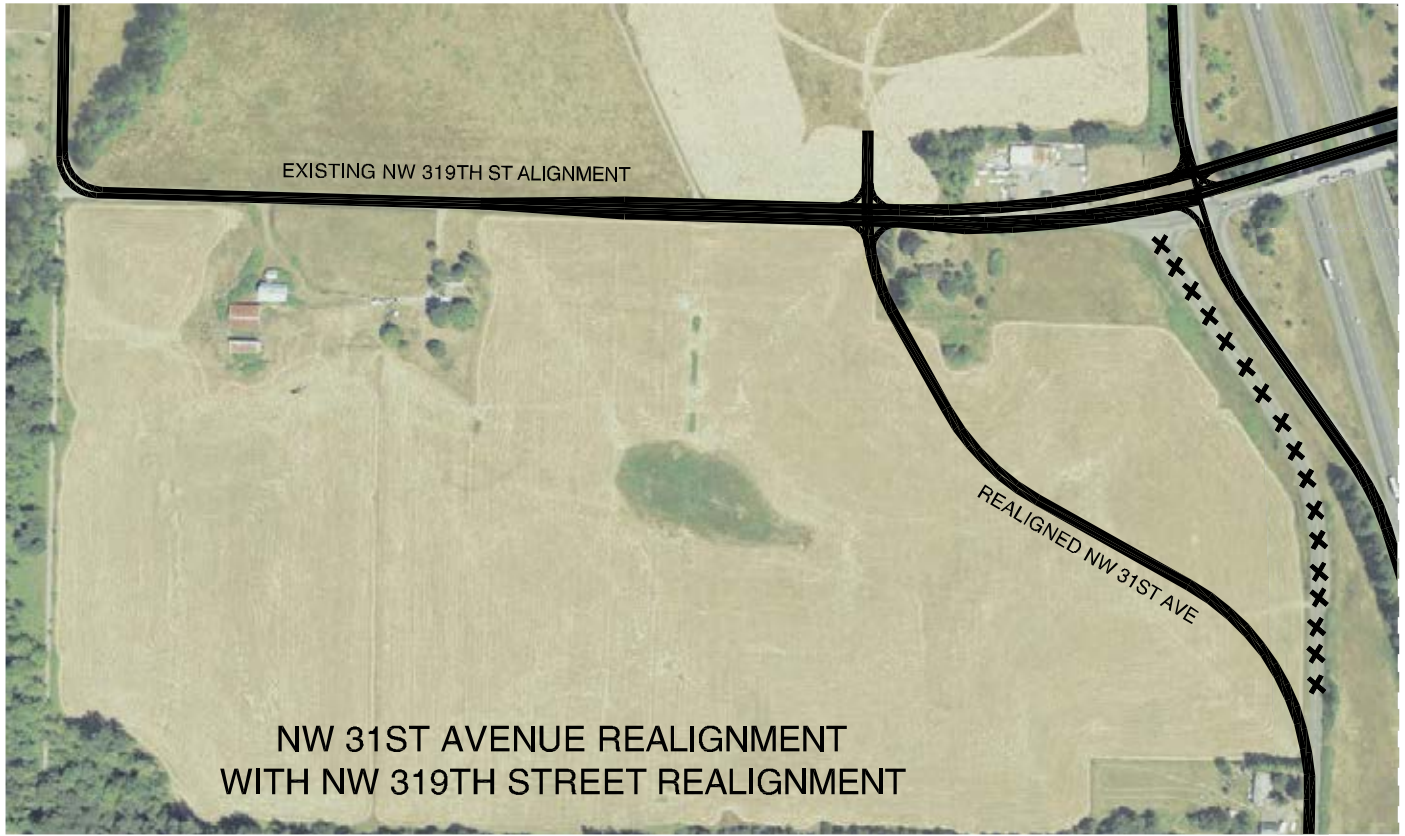 EXISTING NW 319TH ST ALIGNMENT
REALIGNED NW 31ST AVE
NW 31ST AVENUE REALIGNMENT
WITH NW 319TH STREET REALIGNMENT